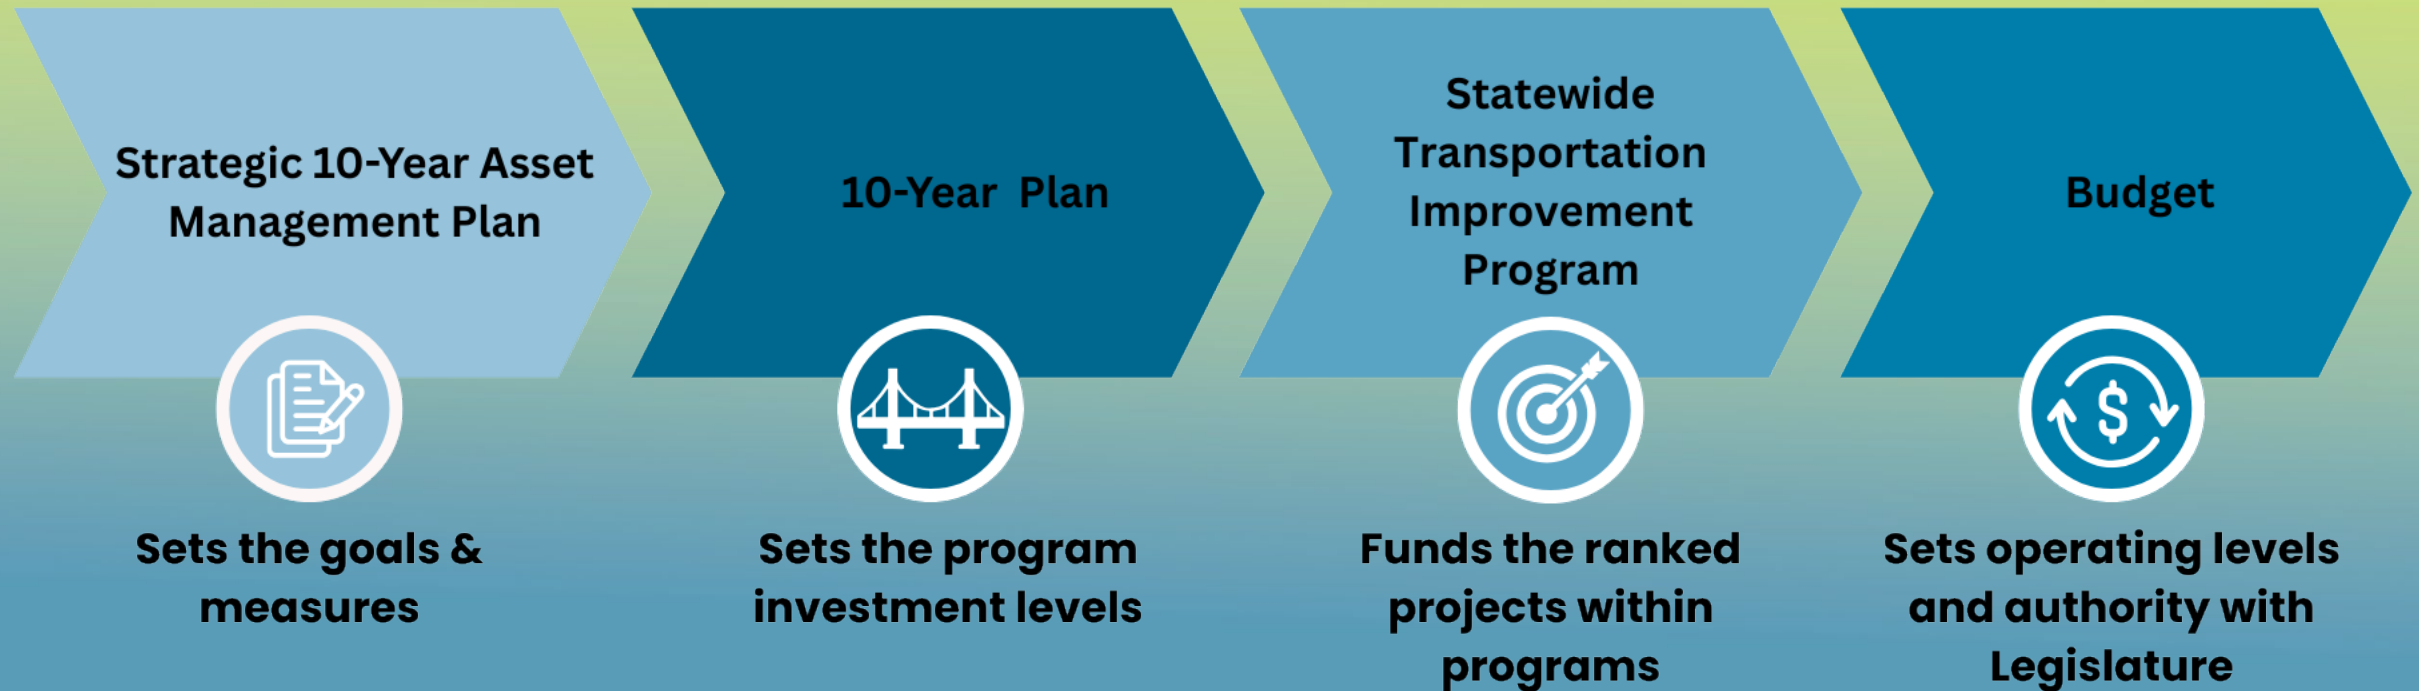 Strategic 10-Year Asset
Management Plan
10-Year Plan
Statewide
Transportation
Improvement
Program
Budget
$
Sets the goals &
measures
Sets the program
investment levels
Funds the ranked
projects within
programs
Sets operating levels
and authority with
Legislature